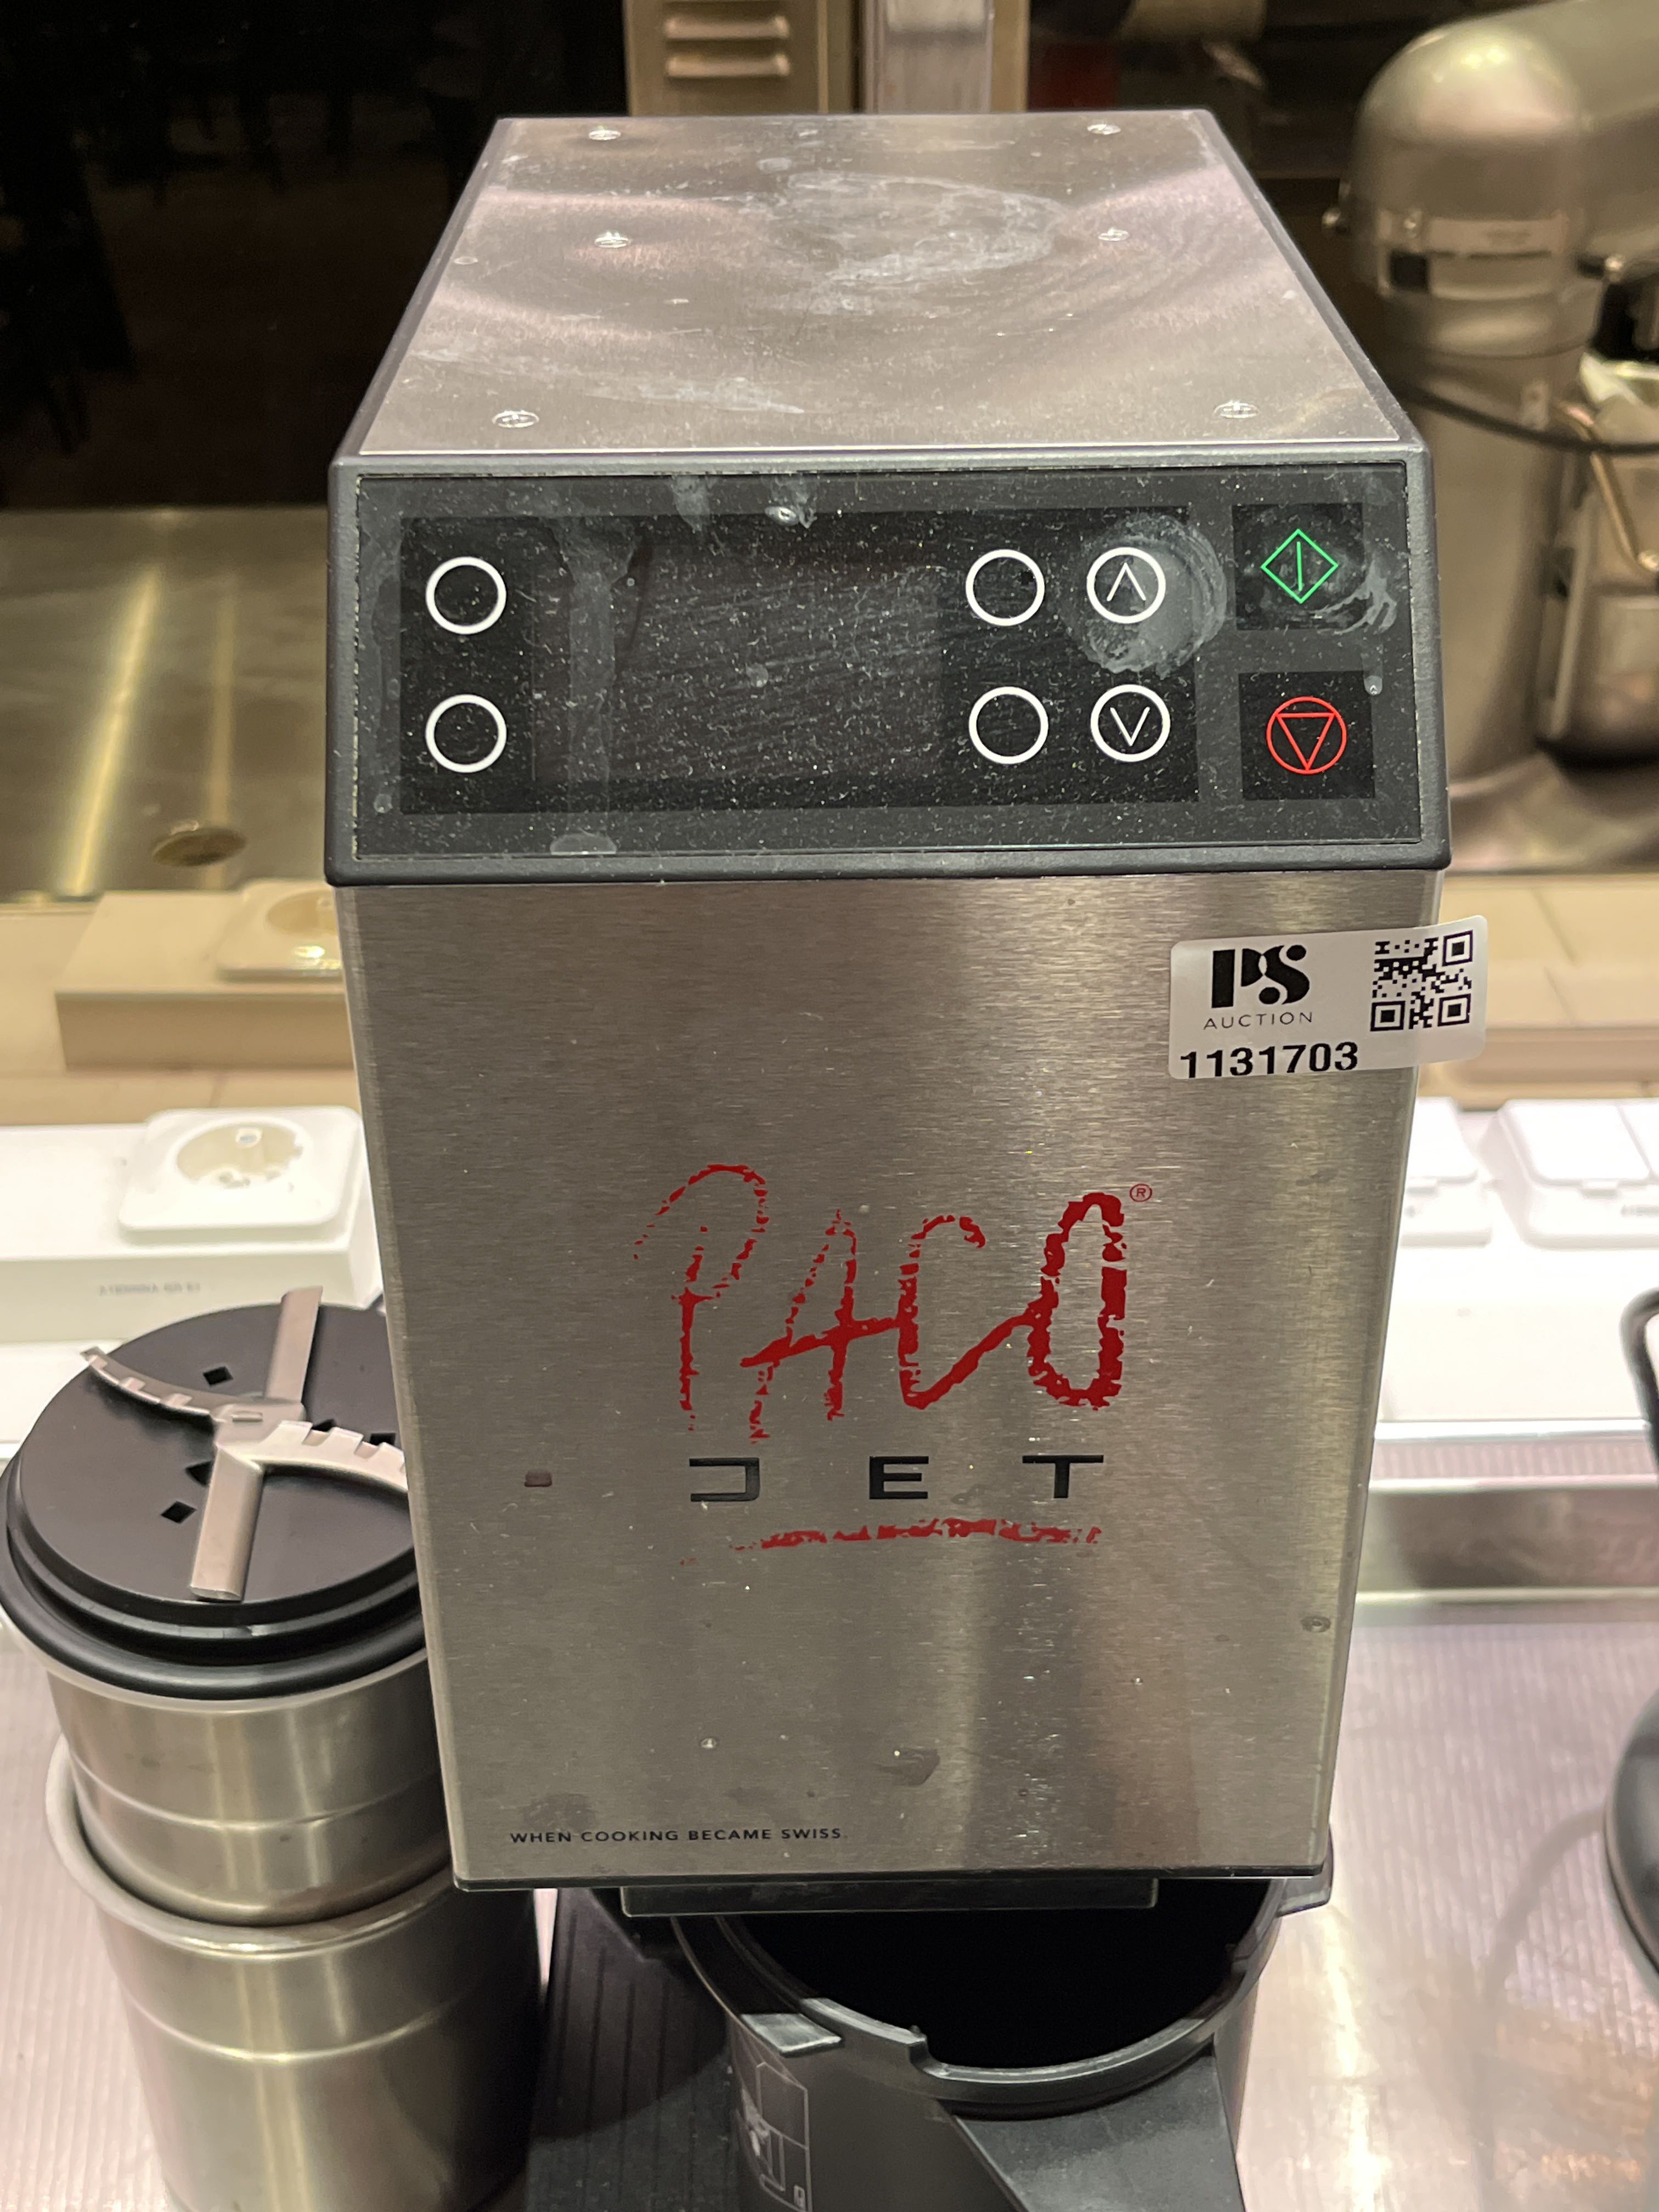 PS
AUCTION
1131703
PACO®
JET
WHEN COOKING BECAME SWISS.